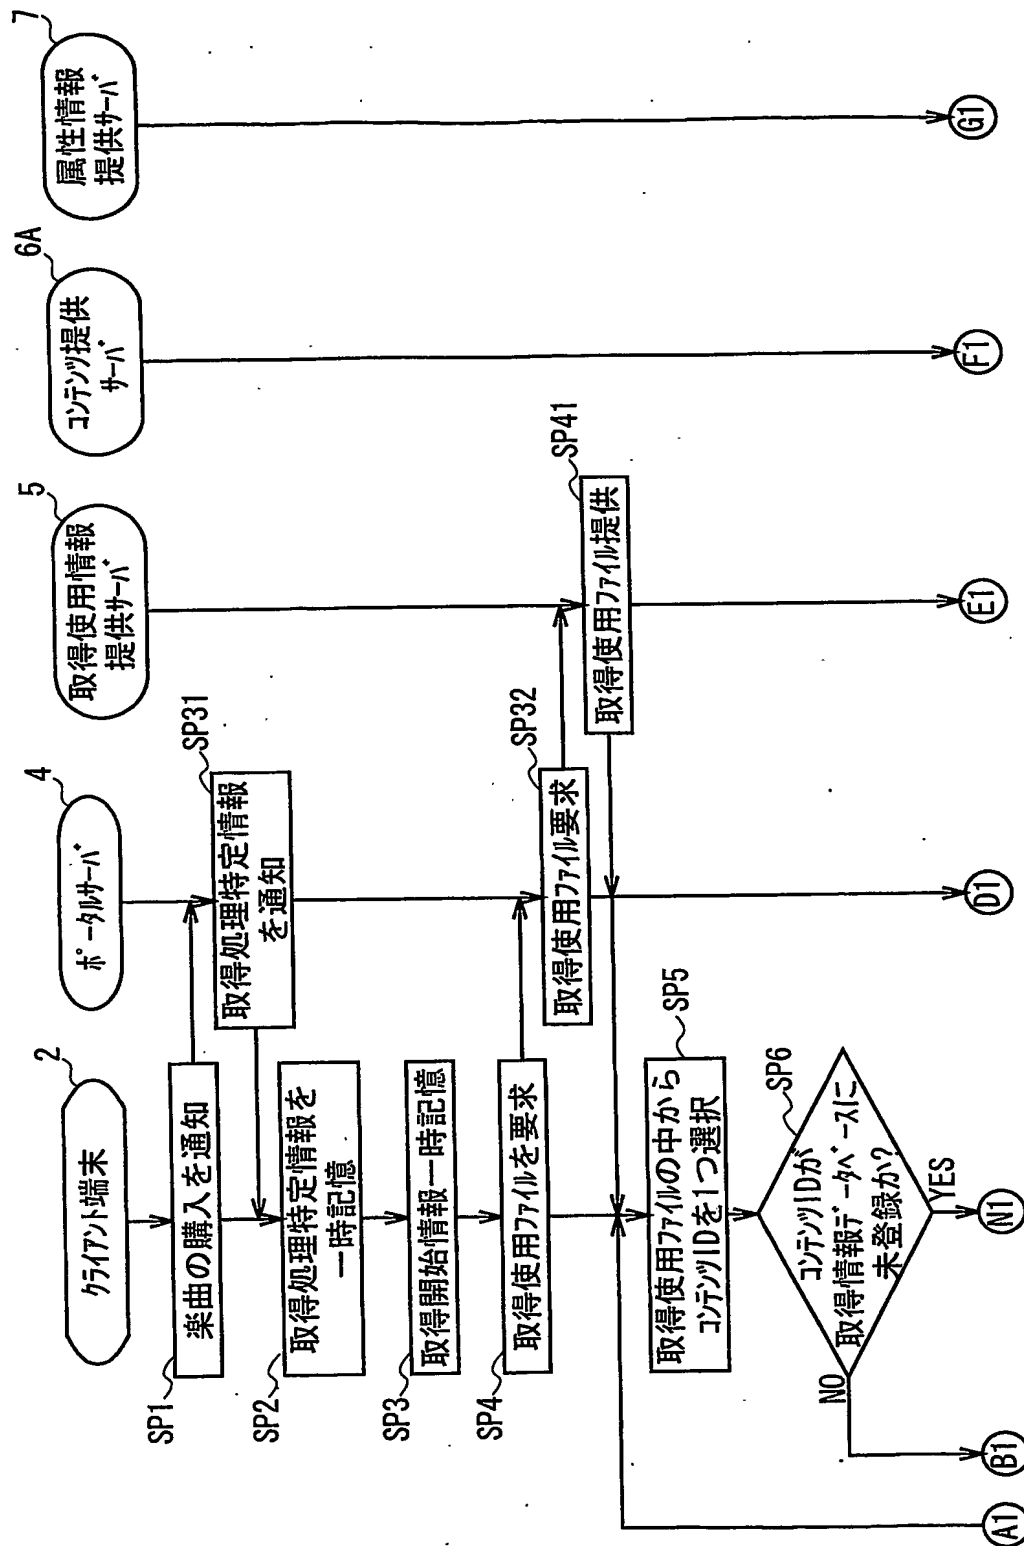 クライアント端末
2
ポータルサーバ
4
取得使用情報
提供サーバ
5
コンテンツ提供
サーバ
6A
属性情報
提供サーバ
7
SP1
楽曲の購入を通知
SP31
取得処理特定情報
を通知
SP2
取得処理特定情報を
一時記憶
SP3
取得開始情報一時記憶
SP4
取得使用ファイルを要求
SP32
取得使用ファイル要求
SP41
取得使用ファイル提供
SP5
取得使用ファイルの中から
コンテンツIDを1つ選択
SP6
コンテンツIDが
取得情報データベースに
未登録か?
NO
YES
A1
B1
N1
D1
E1
F1
G1